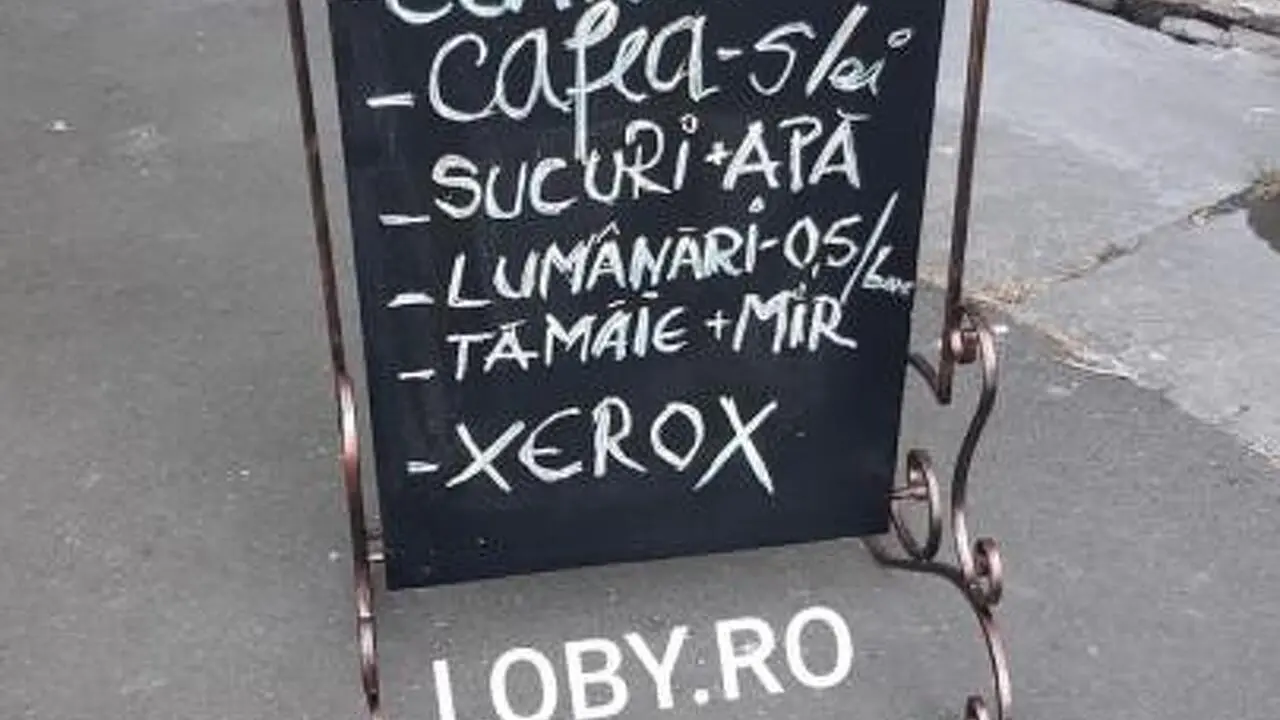 - Cafea - 5 lei
- SUCURI + APĂ
- LUMÂNĂRI - 0,5/buc
- TĂMÂIE + MIR
- XEROX
LOBY.RO